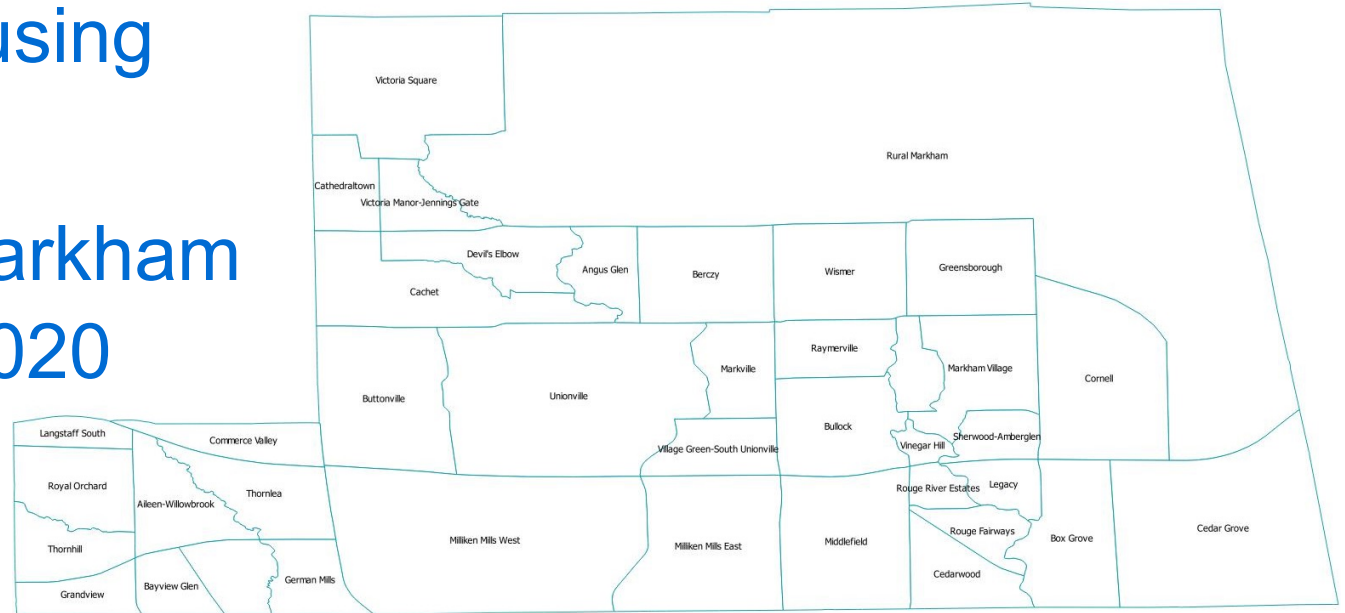 using
arkham
020
Victoria Square
Rural Markham
Cathedraltown
Victoria Manor-Jennings Gate
Devil's Elbow
Angus Glen
Berczy
Wismer
Greensborough
Cachet
Raymerville
Markville
Markham Village
Cornell
Buttonville
Unionville
Bullock
Langstaff South
Commerce Valley
Village Green-South Unionville
Vinegar Hill
Sherwood-Amberglen
Royal Orchard
Aileen-Willowbrook
Thornlea
Rouge River Estates
Legacy
Thornhill
Milliken Mills West
Milliken Mills East
Middlefield
Rouge Fairways
Box Grove
Cedar Grove
Grandview
Bayview Glen
German Mills
Cedarwood